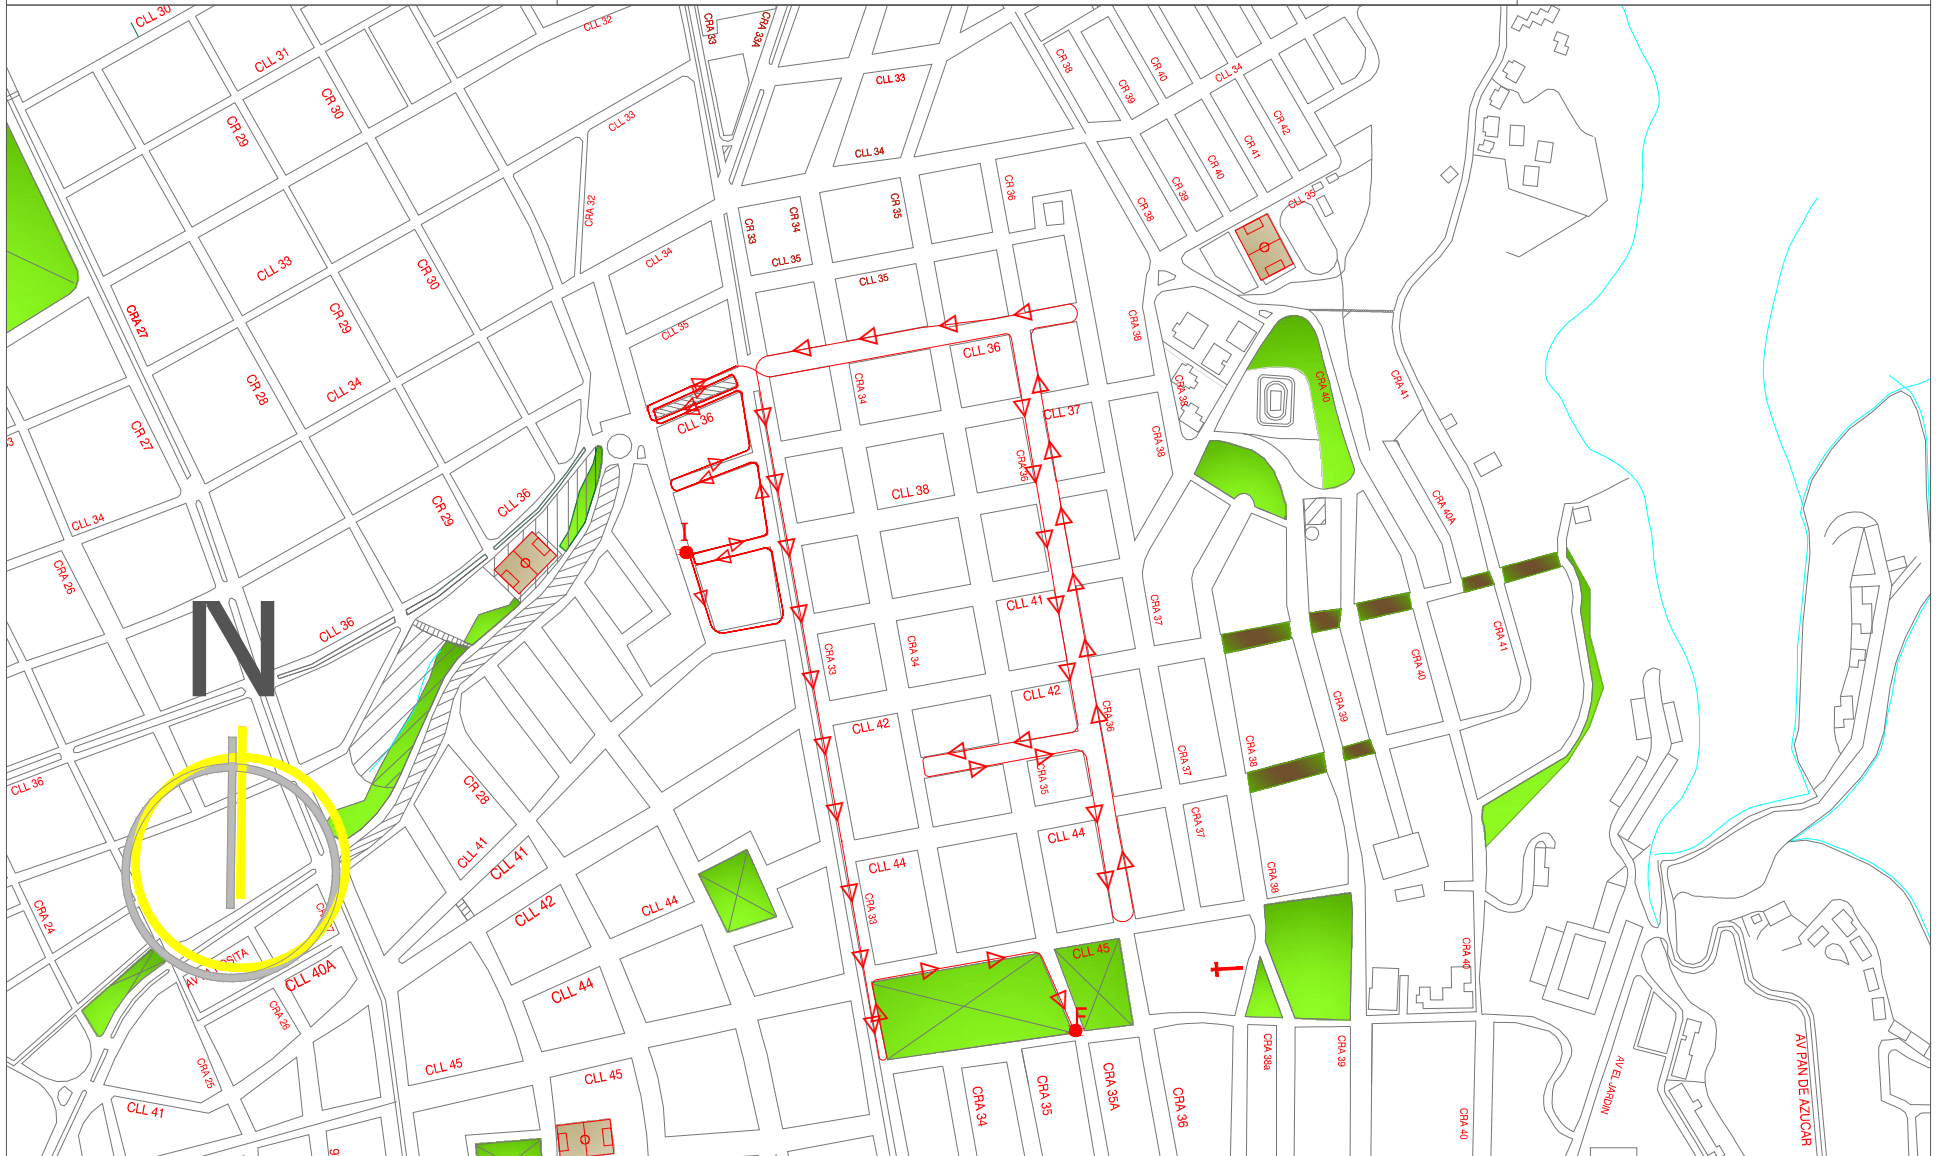 CLL 30
CLL 32
CRA 33
CRA 33A
CLL 31
CLL 33
CR 38
CR 40
CLL 34
CR 30
CR 39
CR 29
CLL 33
CR 42
CLL 34
CR 41
CR 40
CR 36
CR 39
CLL 35
CRA 32
CR 33
CR 34
CR 35
CR 38
CLL 33
CR 30
CLL 34
CLL 35
CLL 35
CRA 27
CR 29
CLL 35
CRA 38
CLL 36
CR 28
CLL 34
CRA 34
CRA 38
CRA 40
CRA 41
CLL 36
CLL 37
CR 27
CRA 38
CRA 36
CLL 34
CR 29
CLL 36
CLL 38
CRA 40A
I
CRA 26
N
CLL 36
CLL 41
CRA 37
CRA 33
CRA 34
CRA 40
CRA 41
CLL 42
CLL 42
CRA 36
CRA 39
CLL 36
CR 28
CRA 35
CRA 37
CRA 38
CLL 41
CLL 41
CLL 44
CRA 37
CLL 44
CRA 38
CRA 24
CLL 42
CLL 44
CRA 33
CLL 45
CRA 40
CLL 40A
CLL 44
CRA 26
F
CRA 25
CLL 45
CLL 45
CLL 41
CRA 34
CRA 35
CRA 35A
CRA 36
CRA 38a
CRA 39
CRA 40
AV EL JARDIN
AV PAN DE AZUCAR